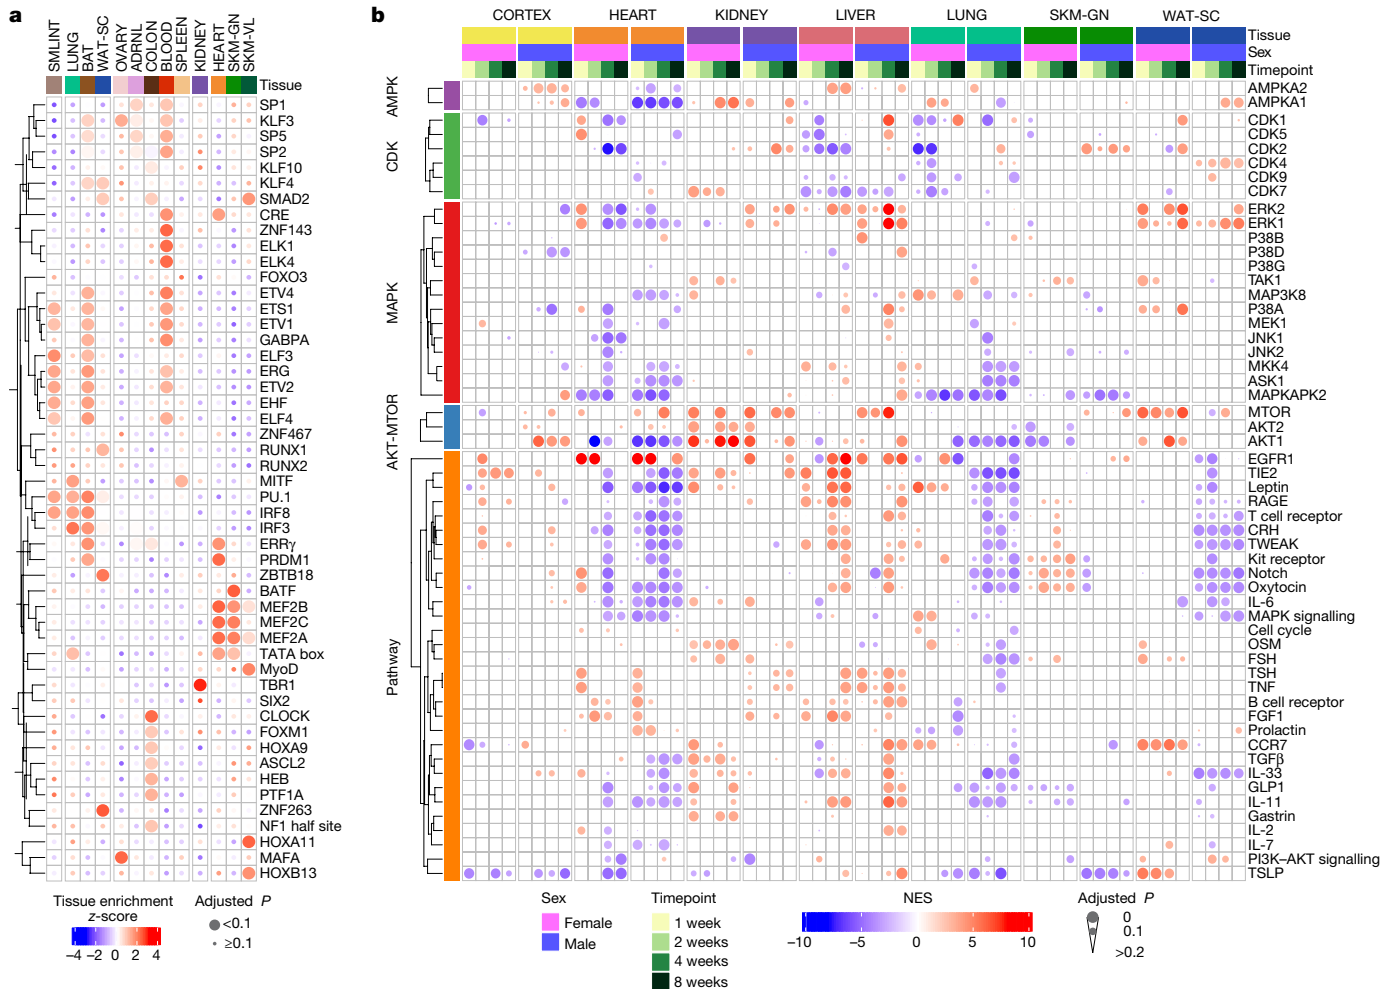 a
SMLINT
LUNG
BAT
WAT-SC
OVARY
ADRNL
COLON
BLOOD
SPLEEN
KIDNEY
HEART
SKM-GN
SKM-VL
Tissue
SP1
KLF3
SP5
SP2
KLF10
KLF4
SMAD2
CRE
ZNF143
ELK1
ELK4
FOXO3
ETV4
ETS1
ETV1
GABPA
ELF3
ERG
ETV2
EHF
ELF4
ZNF467
RUNX1
RUNX2
MITF
PU.1
IRF8
IRF3
ERRγ
PRDM1
ZBTB18
BATF
MEF2B
MEF2C
MEF2A
TATA box
MyoD
TBR1
SIX2
CLOCK
FOXM1
HOXA9
ASCL2
HEB
PTF1A
ZNF263
NF1 half site
HOXA11
MAFA
HOXB13
Tissue enrichment
z-score
−4 −2 0 2 4
Adjusted P
<0.1
≥0.1
b
CORTEX HEART KIDNEY LIVER LUNG SKM-GN WAT-SC
Tissue
Sex
Timepoint
AMPK
AMPKA2
AMPKA1
CDK
CDK1
CDK5
CDK2
CDK4
CDK9
CDK7
MAPK
ERK2
ERK1
P38B
P38D
P38G
TAK1
MAP3K8
P38A
MEK1
JNK1
JNK2
MKK4
ASK1
MAPKAPK2
AKT-MTOR
MTOR
AKT2
AKT1
Pathway
EGFR1
TIE2
Leptin
RAGE
T cell receptor
CRH
TWEAK
Kit receptor
Notch
Oxytocin
IL-6
MAPK signalling
Cell cycle
OSM
FSH
TSH
TNF
B cell receptor
FGF1
Prolactin
CCR7
TGFβ
IL-33
GLP1
IL-11
Gastrin
IL-2
IL-7
PI3K–AKT signalling
TSLP
Sex
Female
Male
Timepoint
1 week
2 weeks
4 weeks
8 weeks
NES
−10 −5 0 5 10
Adjusted P
0
0.1
>0.2